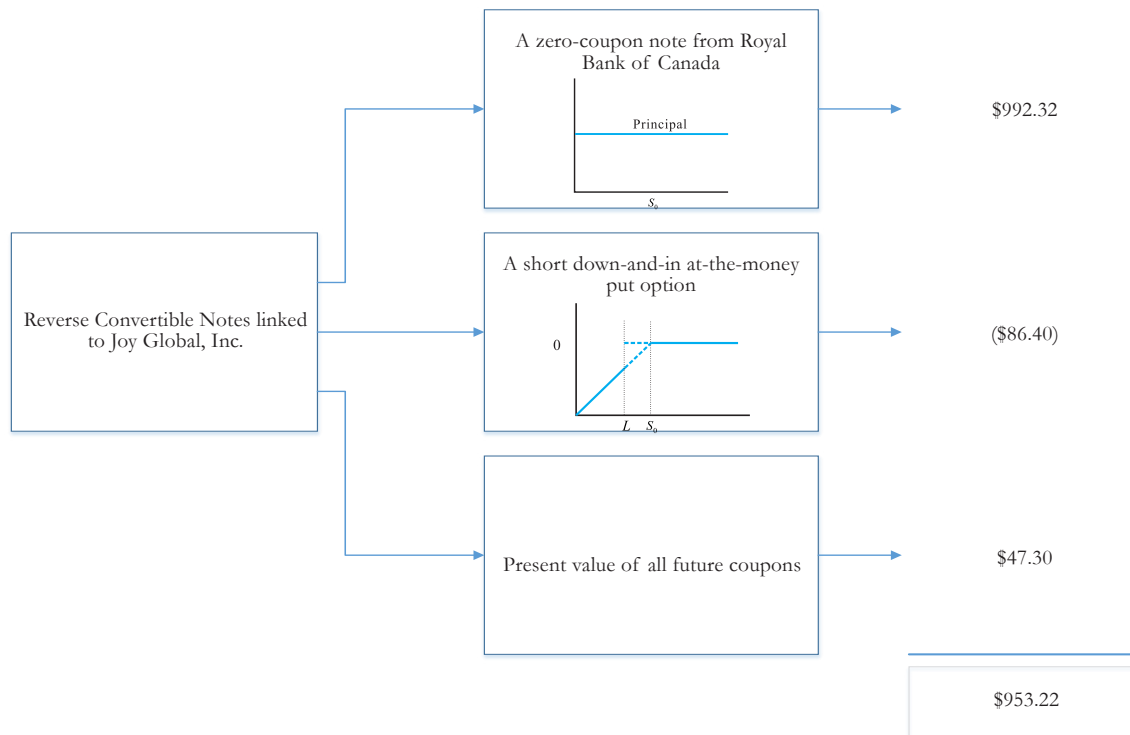 A zero-coupon note from Royal
Bank of Canada
Principal
S₀
$992.32
Reverse Convertible Notes linked
to Joy Global, Inc.
A short down-and-in at-the-money
put option
0
L S₀
($86.40)
Present value of all future coupons
$47.30
$953.22